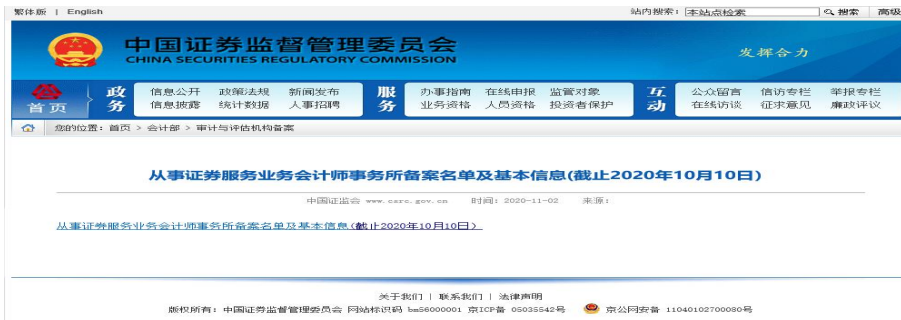 繁体版 | English 站内搜索: 本站点检索 搜索 高级
中国证券监督管理委员会
CHINA SECURITIES REGULATORY COMMISSION
发挥合力
首页 政务 信息公开 政策法规 新闻发布 服务 办事指南 在线申报 监管对象 互动 公众留言 信访专栏 举报专栏
信息披露 统计数据 人事招聘 业务资格 人员资格 投资者保护 在线访谈 征求意见 廉政评议
您的位置: 首页 > 会计部 > 审计与评估机构备案
从事证券服务业务会计师事务所备案名单及基本信息(截止2020年10月10日)
中国证监会 www.csrc.gov.cn 时间: 2020-11-02 来源:
从事证券服务业务会计师事务所备案名单及基本信息(截止2020年10月10日)
关于我们 | 联系我们 | 法律声明
版权所有: 中国证券监督管理委员会 网站标识码 bm56000001 京ICP备 05035542号 京公网安备 11040102700080号